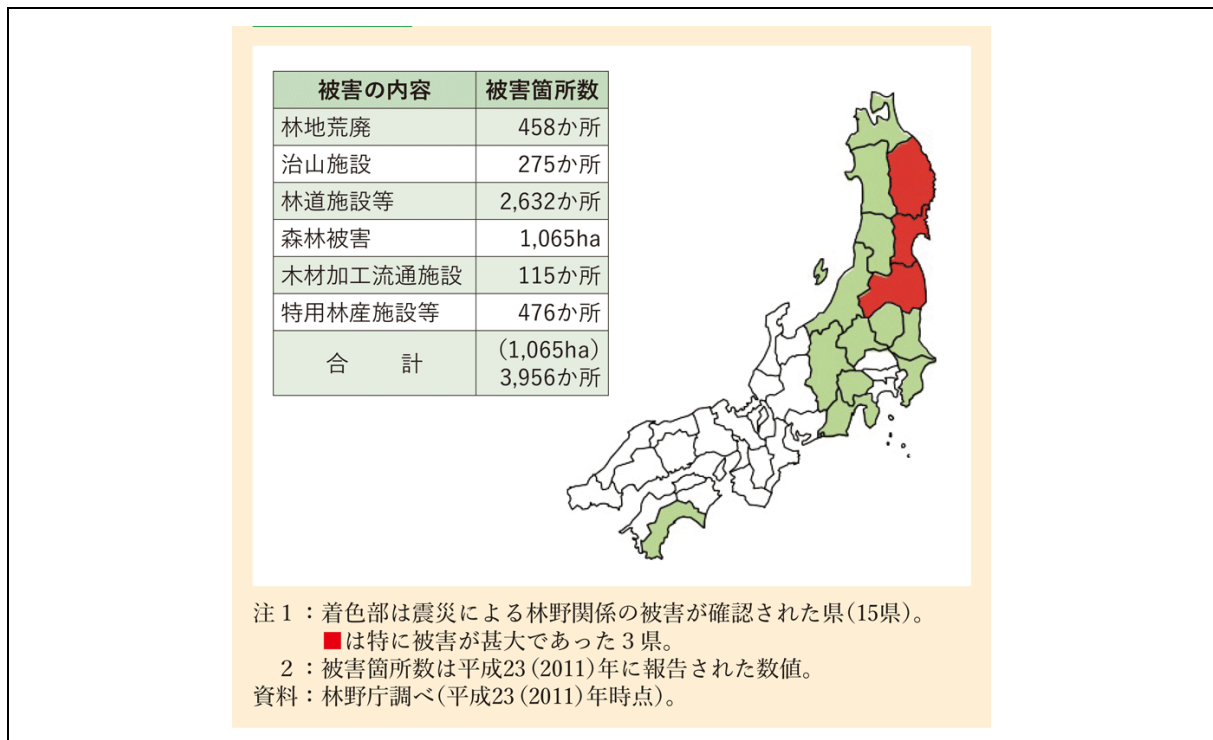 被害の内容 被害箇所数
林地荒廃 458か所
治山施設 275か所
林道施設等 2,632か所
森林被害 1,065ha
木材加工流通施設 115か所
特用林産施設等 476か所
合　計 (1,065ha)
3,956か所
注１：着色部は震災による林野関係の被害が確認された県(15県)。
■は特に被害が甚大であった３県。
２：被害箇所数は平成23(2011)年に報告された数値。
資料：林野庁調べ(平成23(2011)年時点)。